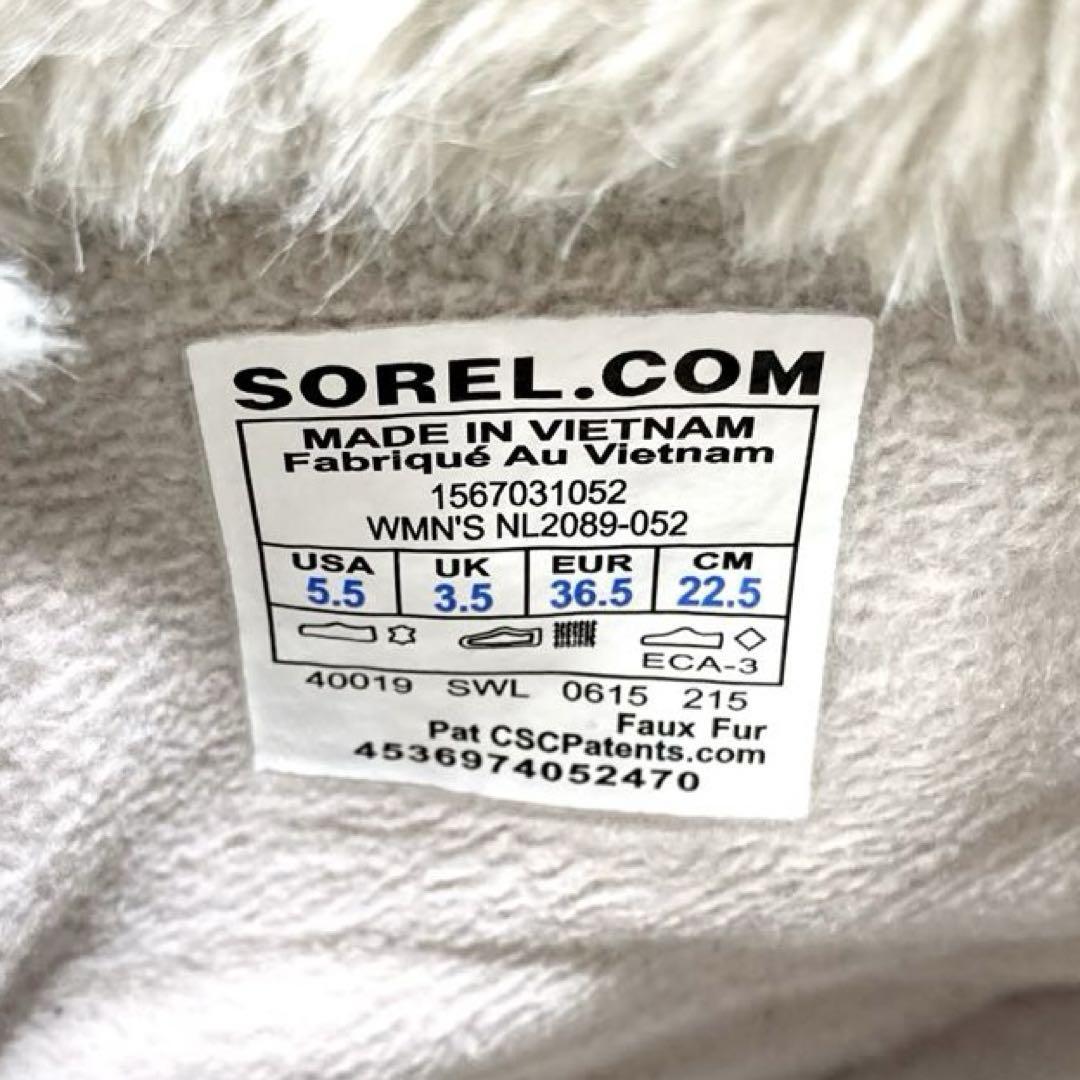 SOREL.COM
MADE IN VIETNAM
Fabriqué Au Vietnam
1567031052
WMN'S NL2089-052
USA UK EUR CM
5.5 3.5 36.5 22.5
ECA-3
40019 SWL 0615 215
Faux Fur
Pat CSCPatents.com
4536974052470